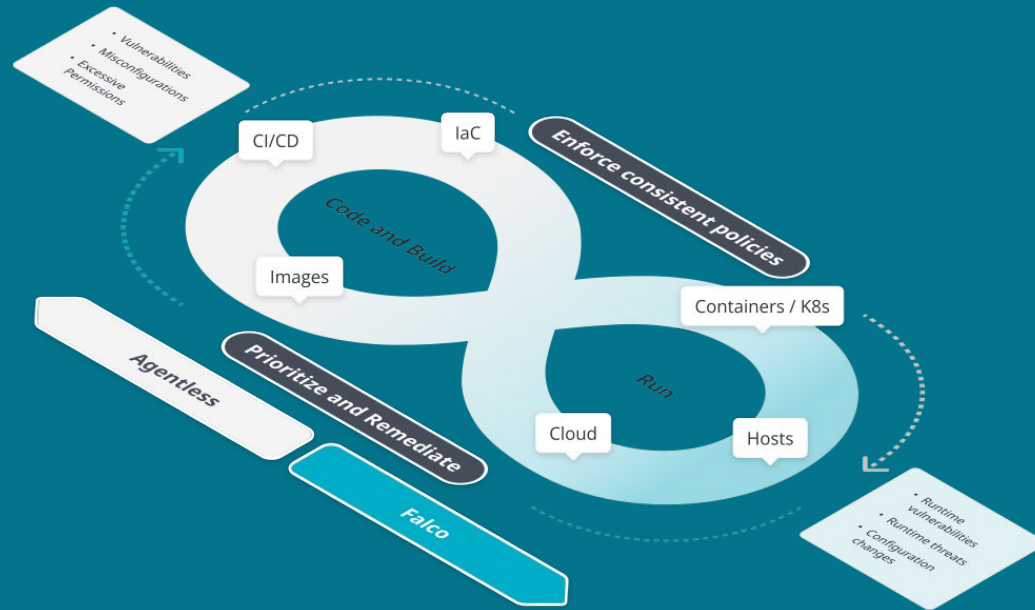 • Vulnerabilities
• Misconfigurations
• Excessive
Permissions
CI/CD
IaC
Enforce consistent policies
Code and Build
Images
Containers / K8s
Agentless
Prioritize and Remediate
Run
Cloud
Hosts
Falco
• Runtime
vulnerabilities
• Runtime threats
• Configuration
changes